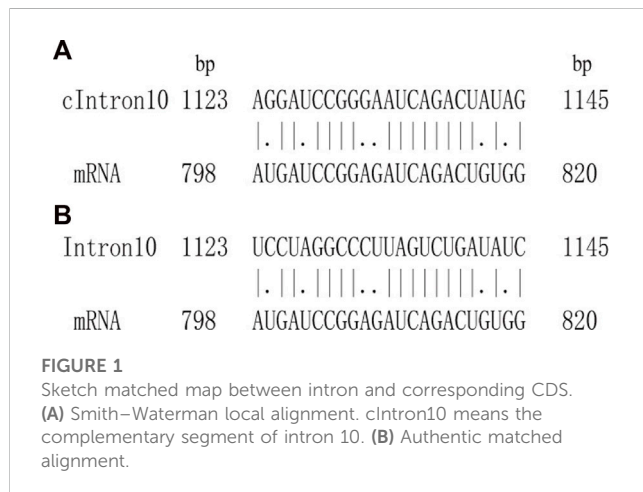 A
bp bp
cIntron10 1123 AGGAUCCGGGAAUCAGACUAUAG 1145
|.||.||||..||||||||.|.|
mRNA 798 AUGAUCCGGAGAUCAGACUGUGG 820
B
Intron10 1123 UCCUAGGCCCUUAGUCUGAUAUC 1145
|.||.||||..||||||||.|.|
mRNA 798 AUGAUCCGGAGAUCAGACUGUGG 820
FIGURE 1
Sketch matched map between intron and corresponding CDS.
(A) Smith–Waterman local alignment. cIntron10 means the
complementary segment of intron 10. (B) Authentic matched
alignment.